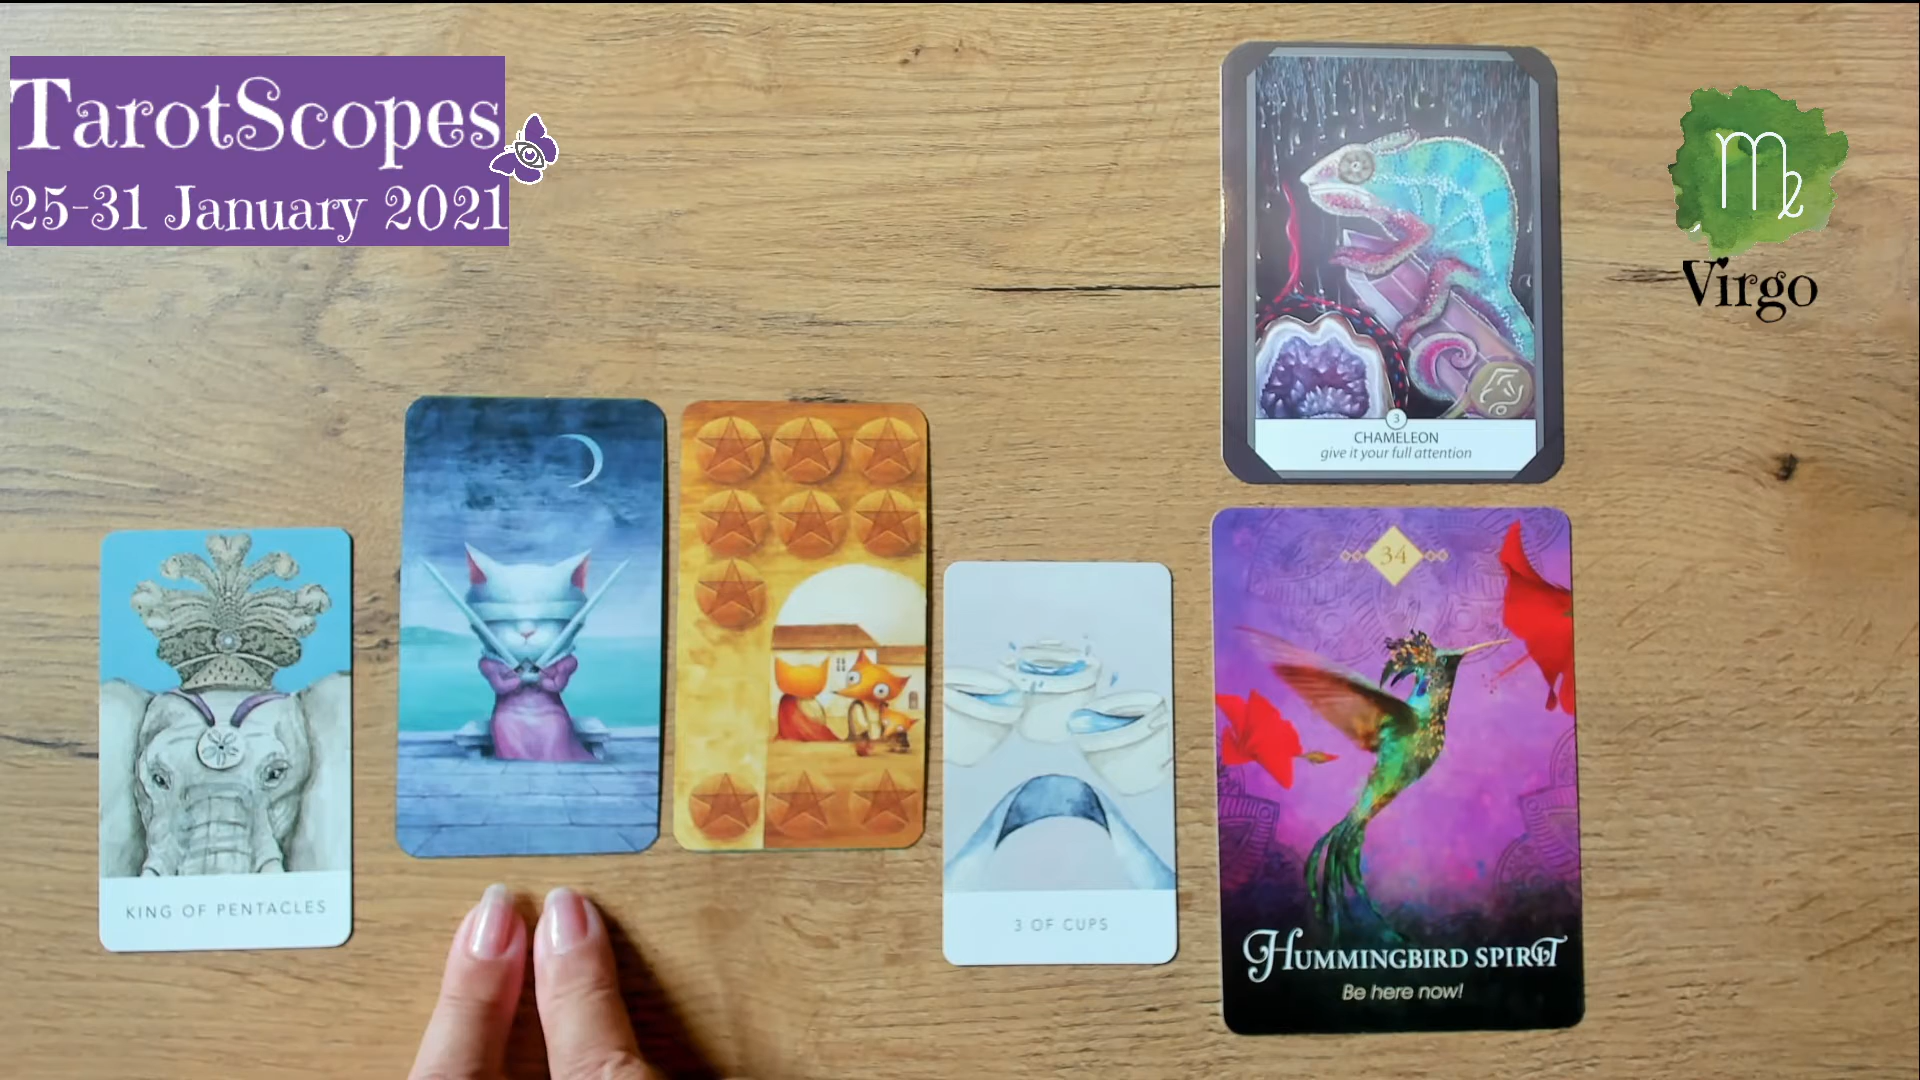 TarotScopes
25-31 January 2021
Virgo
3
CHAMELEON
give it your full attention
KING OF PENTACLES
3 OF CUPS
34
HUMMINGBIRD SPIRIT
Be here now!